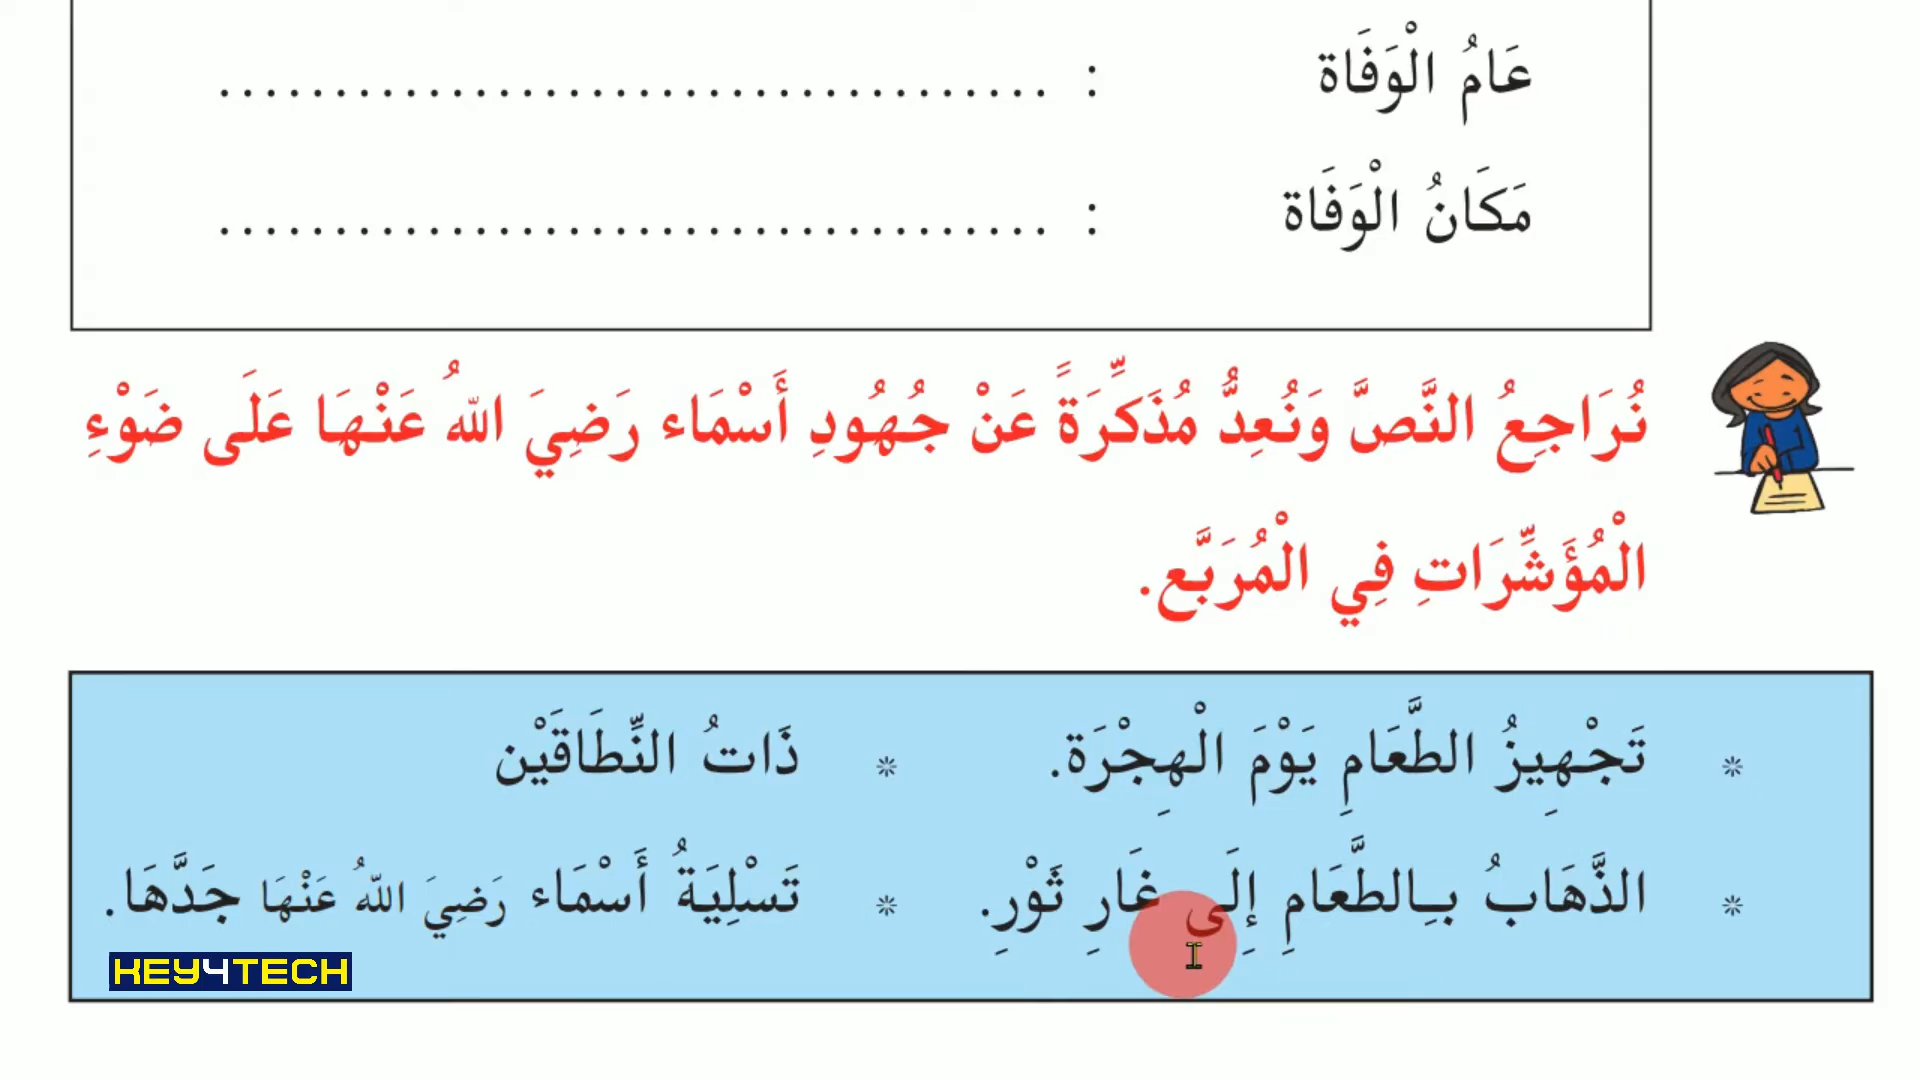 عَامُ الْوَفَاة : ....................................
مَكَانُ الْوَفَاة : ....................................
نُرَاجِعُ النَّصَّ وَنُعِدُّ مُذَكِّرَةً عَنْ جُهُودِ أَسْمَاء رَضِيَ اللهُ عَنْهَا عَلَى ضَوْءِ
الْمُؤَشِّرَاتِ فِي الْمُرَبَّع.
* تَجْهِيزُ الطَّعَامِ يَوْمَ الْهِجْرَة. * ذَاتُ النِّطَاقَيْن
* الذَّهَابُ بِالطَّعَامِ إِلَى غَارِ ثَوْرِ. * تَسْلِيَةُ أَسْمَاء رَضِيَ اللهُ عَنْهَا جَدَّهَا.
KEY4TECH